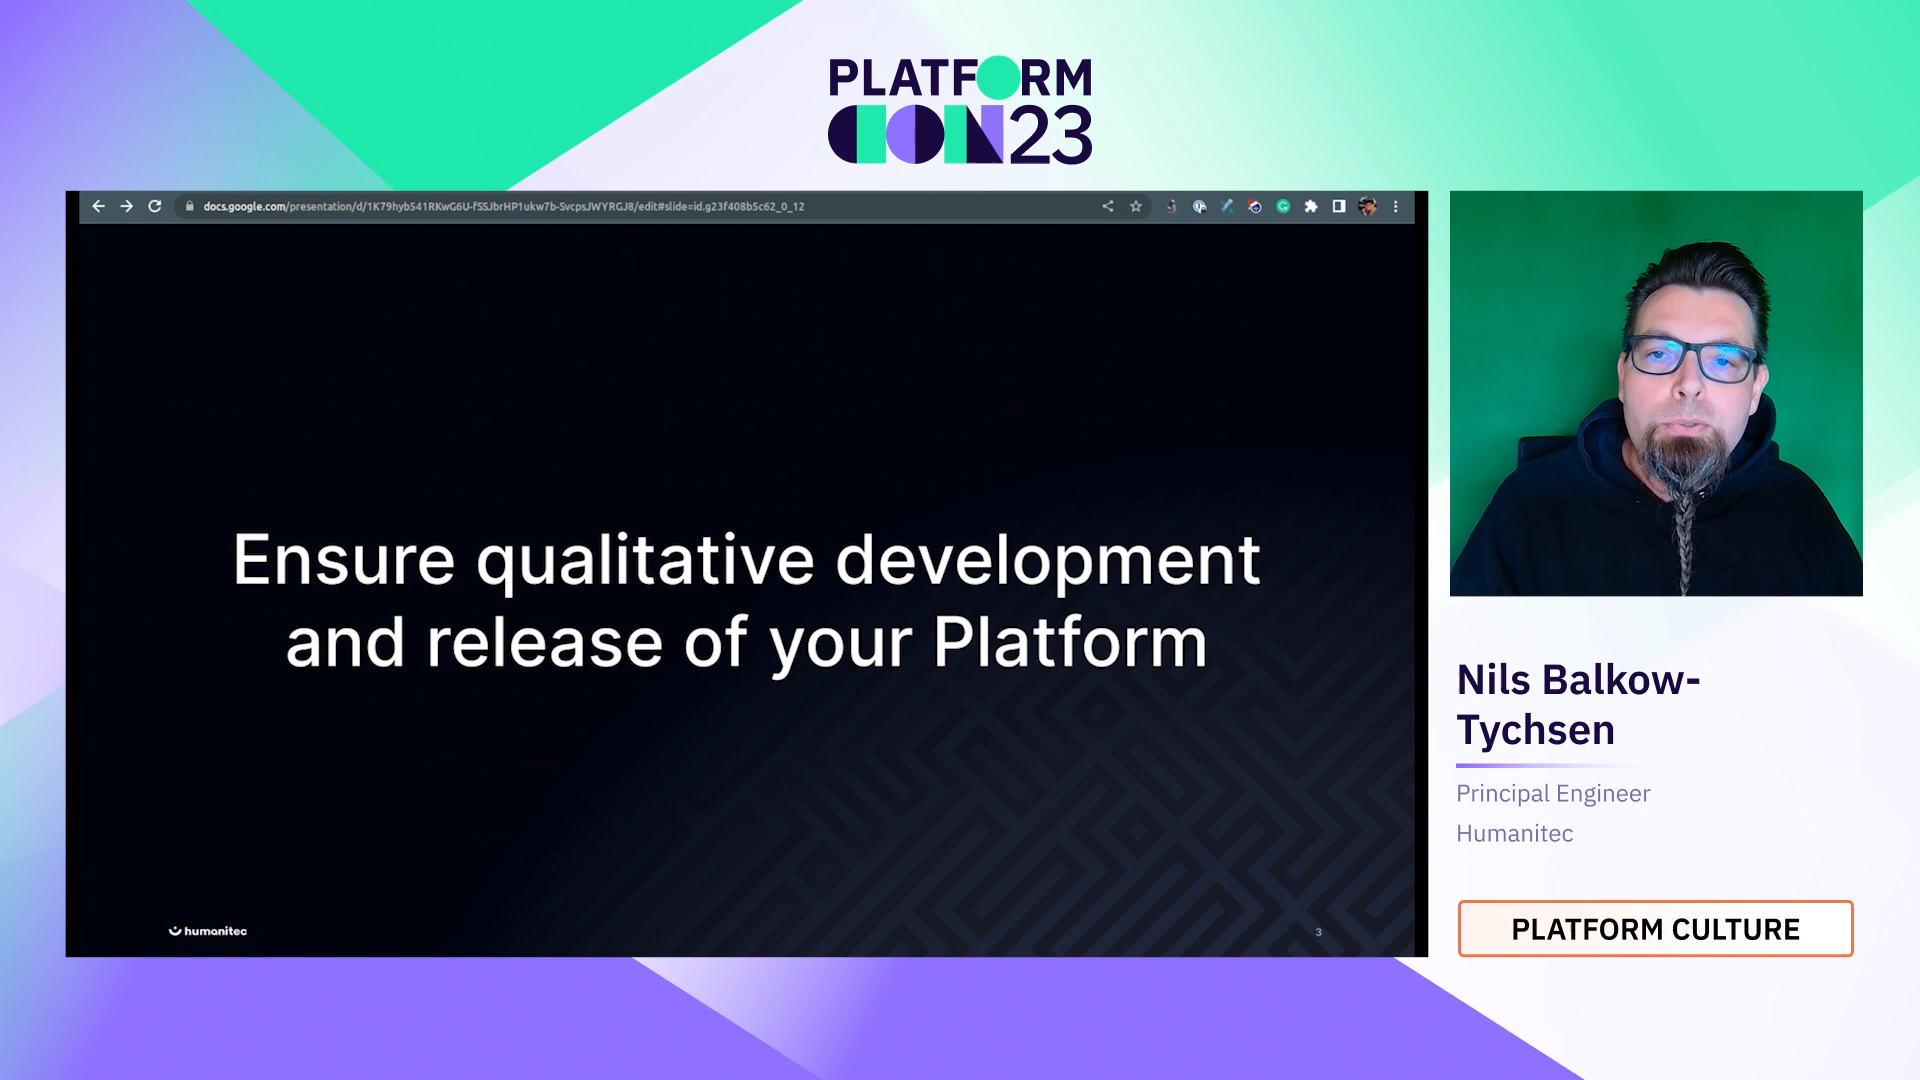 PLATFORM
CON23
docs.google.com/presentation/d/1K79hyb541RKwG6U-fSSJbrHP1ukw7b-SvcpsJWYRGJ8/edit#slide=id.g23f408b5c62_0_12
Ensure qualitative development
and release of your Platform
humanitec
3
Nils Balkow-
Tychsen
Principal Engineer
Humanitec
PLATFORM CULTURE